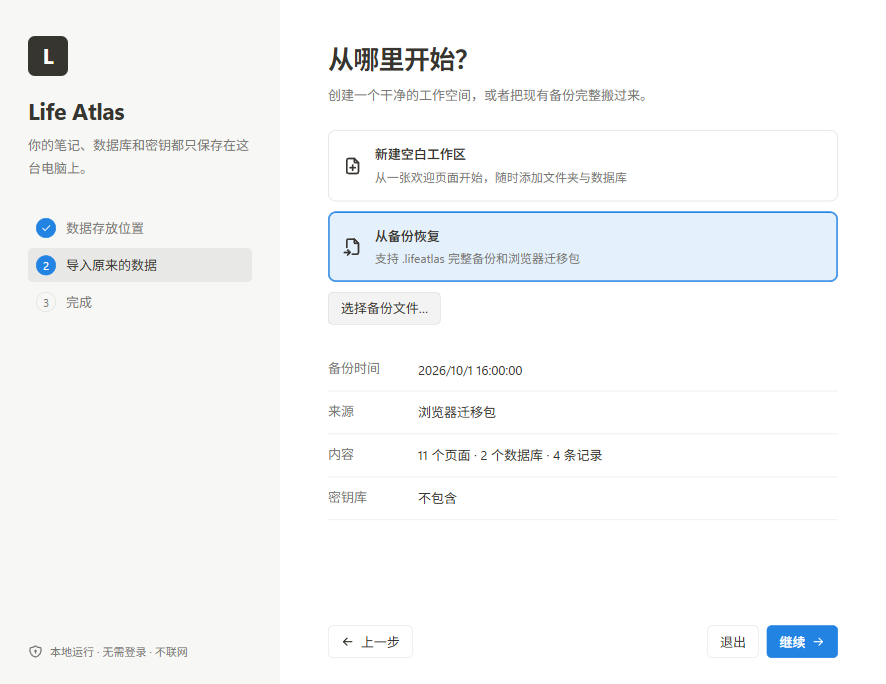 L
Life Atlas
你的笔记、数据库和密钥都只保存在这
台电脑上。
数据存放位置
2 导入原来的数据
3 完成
本地运行 · 无需登录 · 不联网
从哪里开始？
创建一个干净的工作空间，或者把现有备份完整搬过来。
新建空白工作区
从一张欢迎页面开始，随时添加文件夹与数据库
从备份恢复
支持 .lifeatlas 完整备份和浏览器迁移包
选择备份文件...
备份时间 2026/10/1 16:00:00
来源 浏览器迁移包
内容 11 个页面 · 2 个数据库 · 4 条记录
密钥库 不包含
← 上一步 退出 继续 →